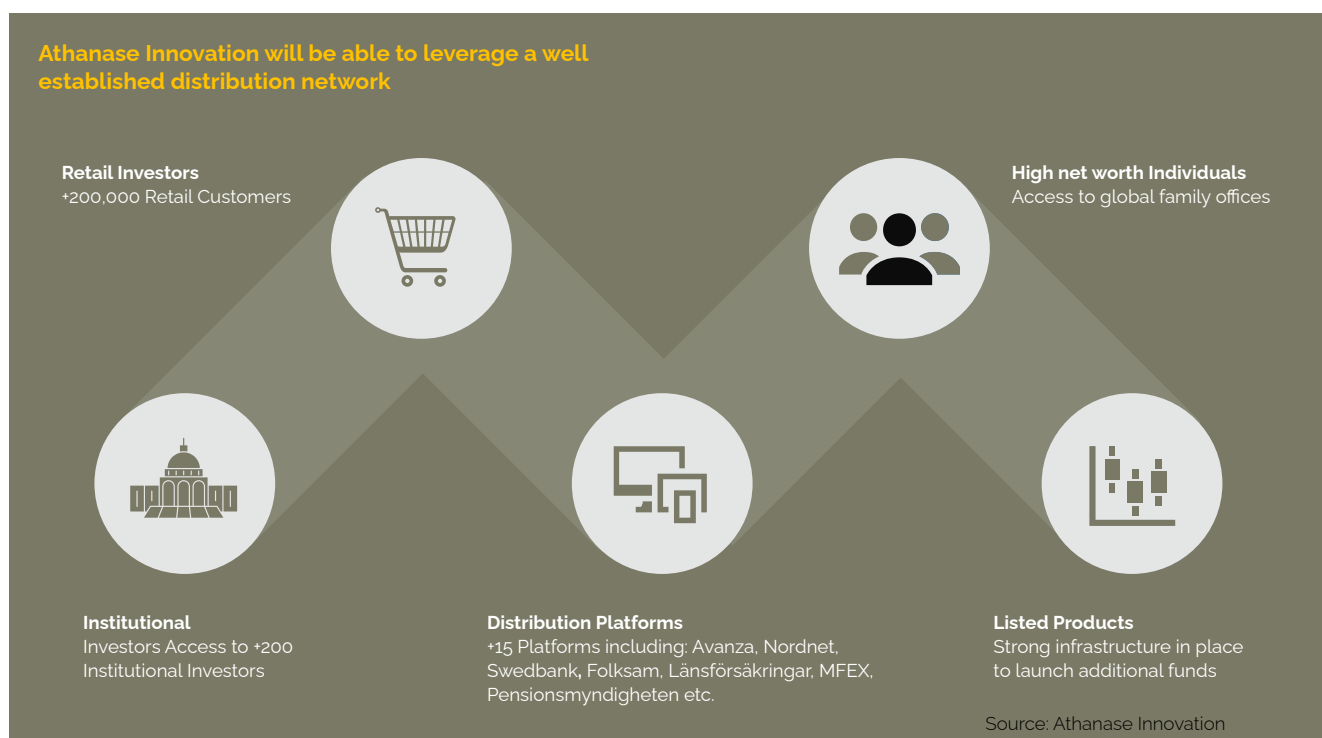 Athanase Innovation will be able to leverage a well
established distribution network
Retail Investors
+200,000 Retail Customers
High net worth Individuals
Access to global family offices
Institutional
Investors Access to +200
Institutional Investors
Distribution Platforms
+15 Platforms including: Avanza, Nordnet,
Swedbank, Folksam, Länsförsäkringar, MFEX,
Pensionsmyndigheten etc.
Listed Products
Strong infrastructure in place
to launch additional funds
Source: Athanase Innovation